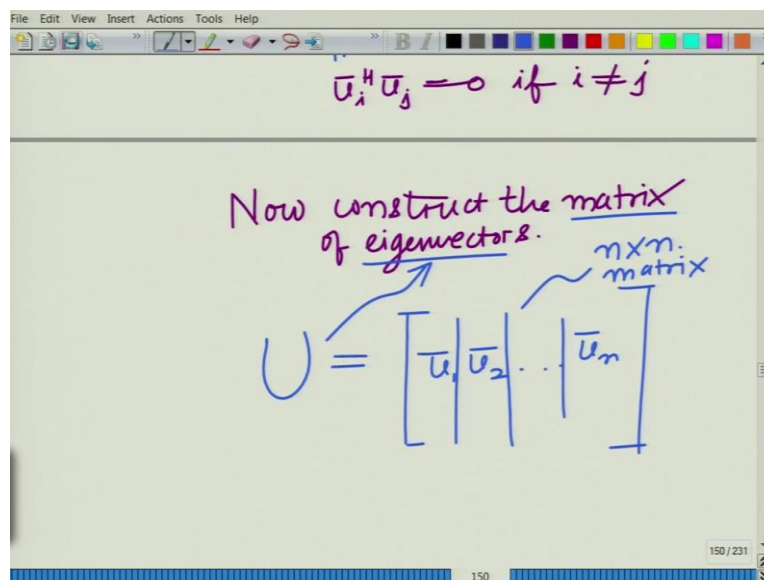 File Edit View Insert Actions Tools Help
B I
ū_i^H ū_j = 0 if i ≠ j
Now construct the matrix
of eigenvectors.
n×n.
matrix
U = [ū_1 | ū_2 | ... | ū_n]
150 / 231
150